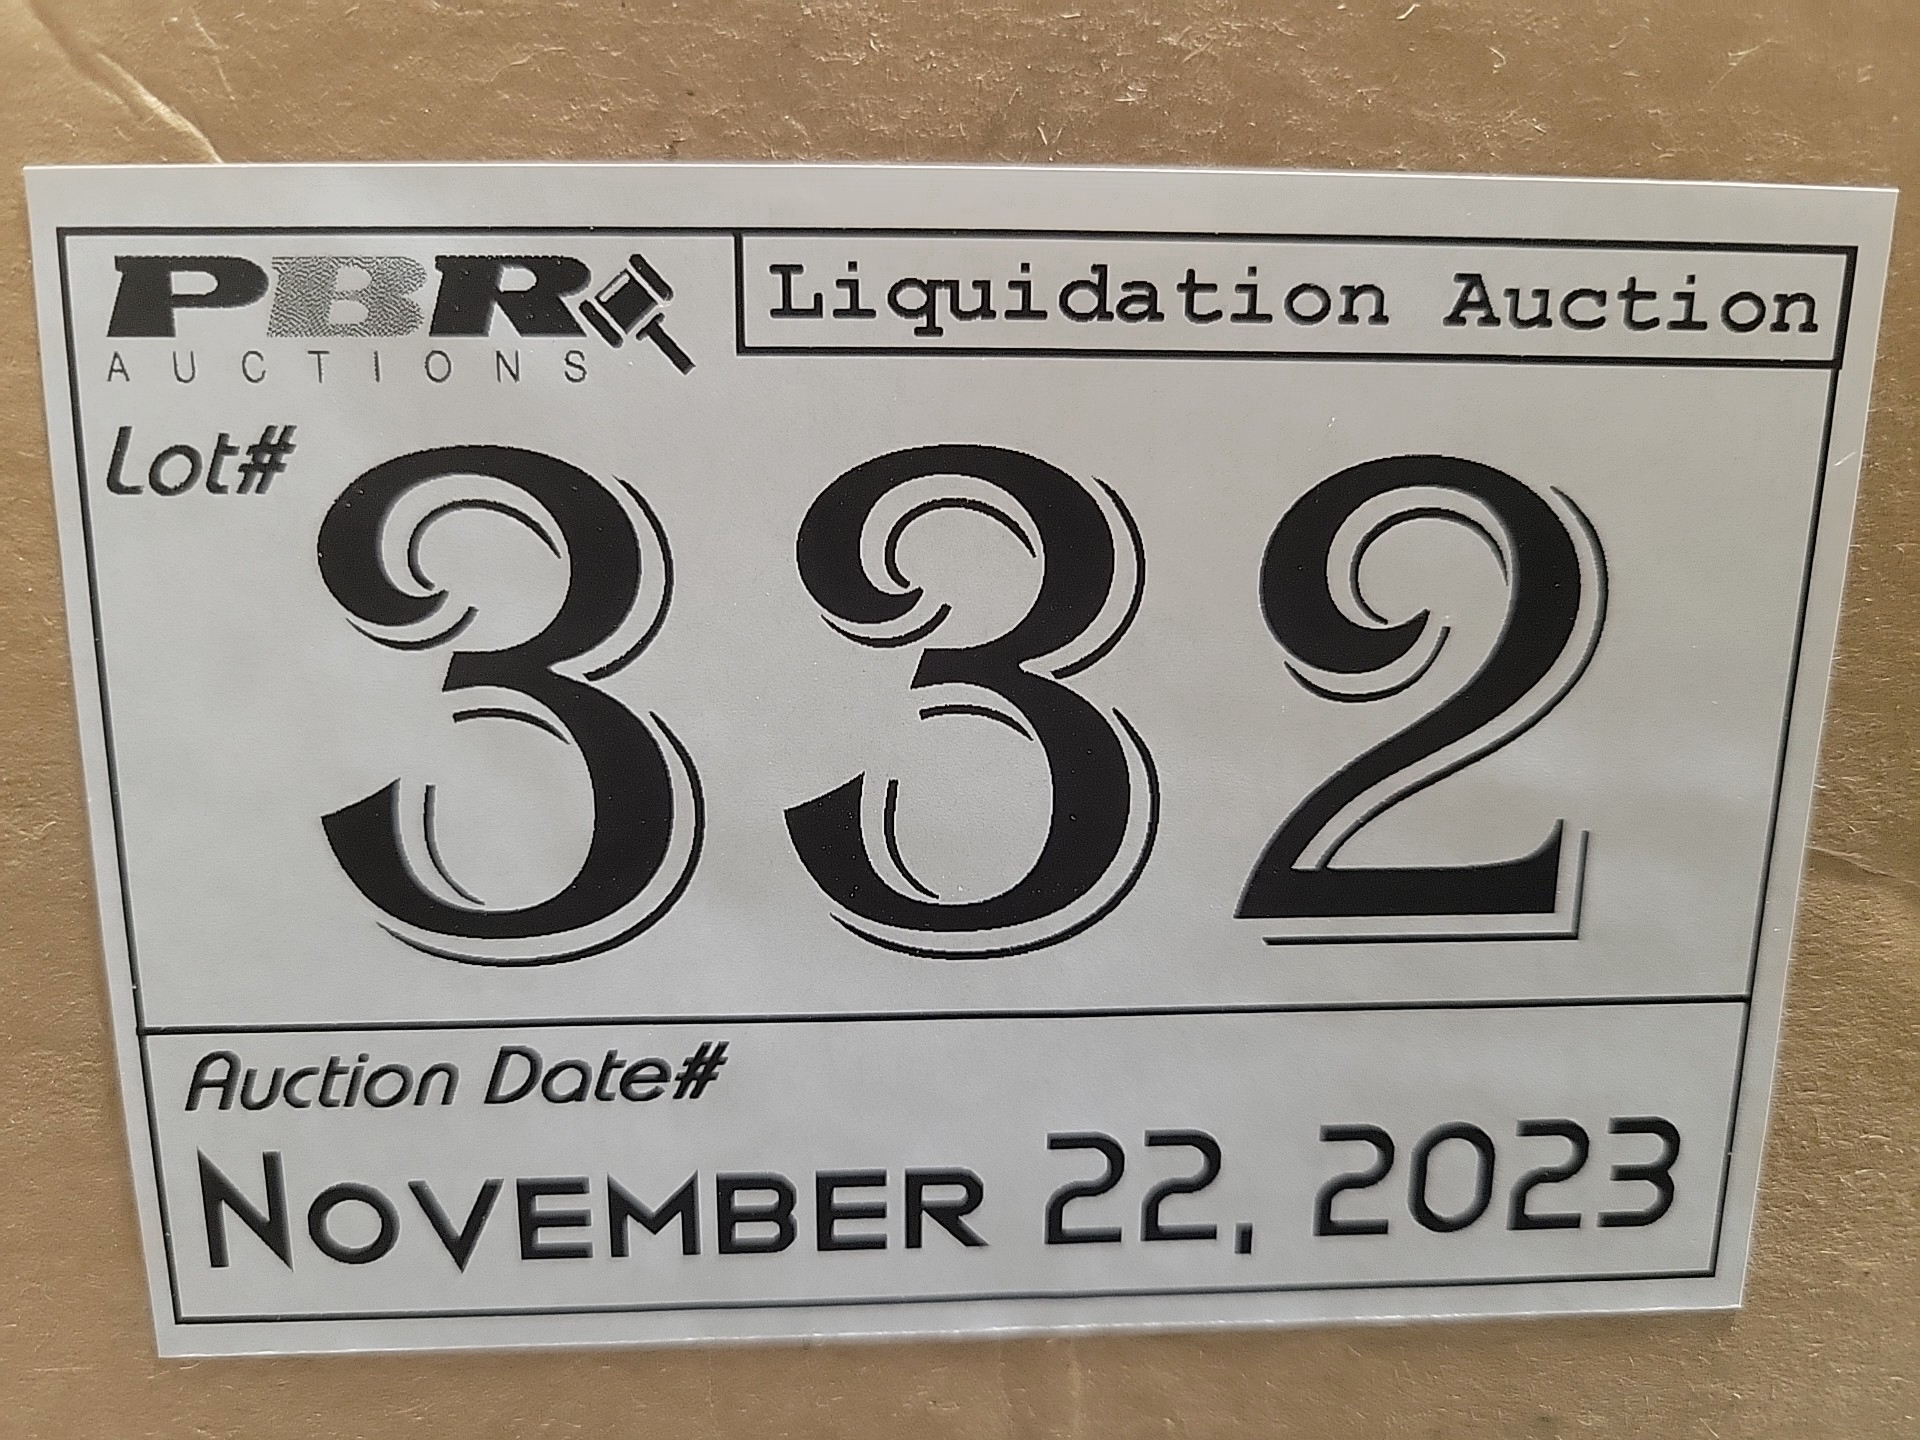 PBR
AUCTIONS
Liquidation Auction
Lot#
332
Auction Date#
NOVEMBER 22, 2023